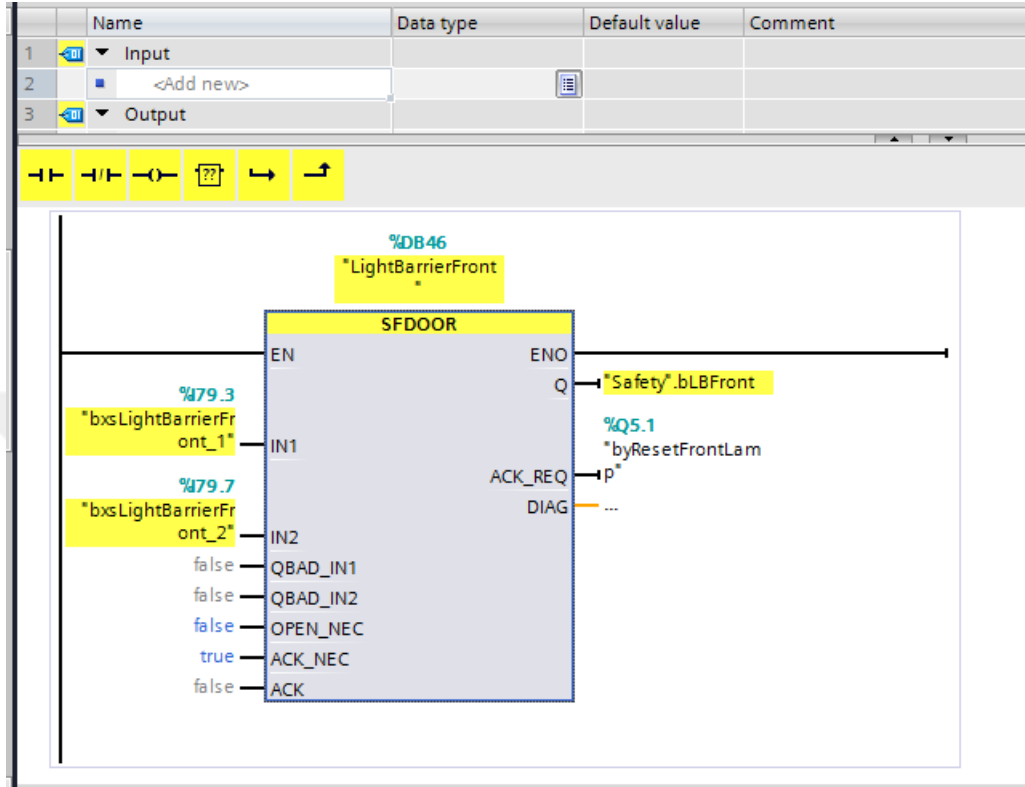 Name Data type Default value Comment
1 Input
2 <Add new>
3 Output
??
%DB46
"LightBarrierFront
"
SFDOOR
EN ENO
Q "Safety".bLBFront
%I79.3
"bxsLightBarrierFr
ont_1" IN1
%Q5.1
"byResetFrontLam
ACK_REQ p"
%I79.7
"bxsLightBarrierFr
ont_2" IN2
DIAG ...
false QBAD_IN1
false QBAD_IN2
false OPEN_NEC
true ACK_NEC
false ACK